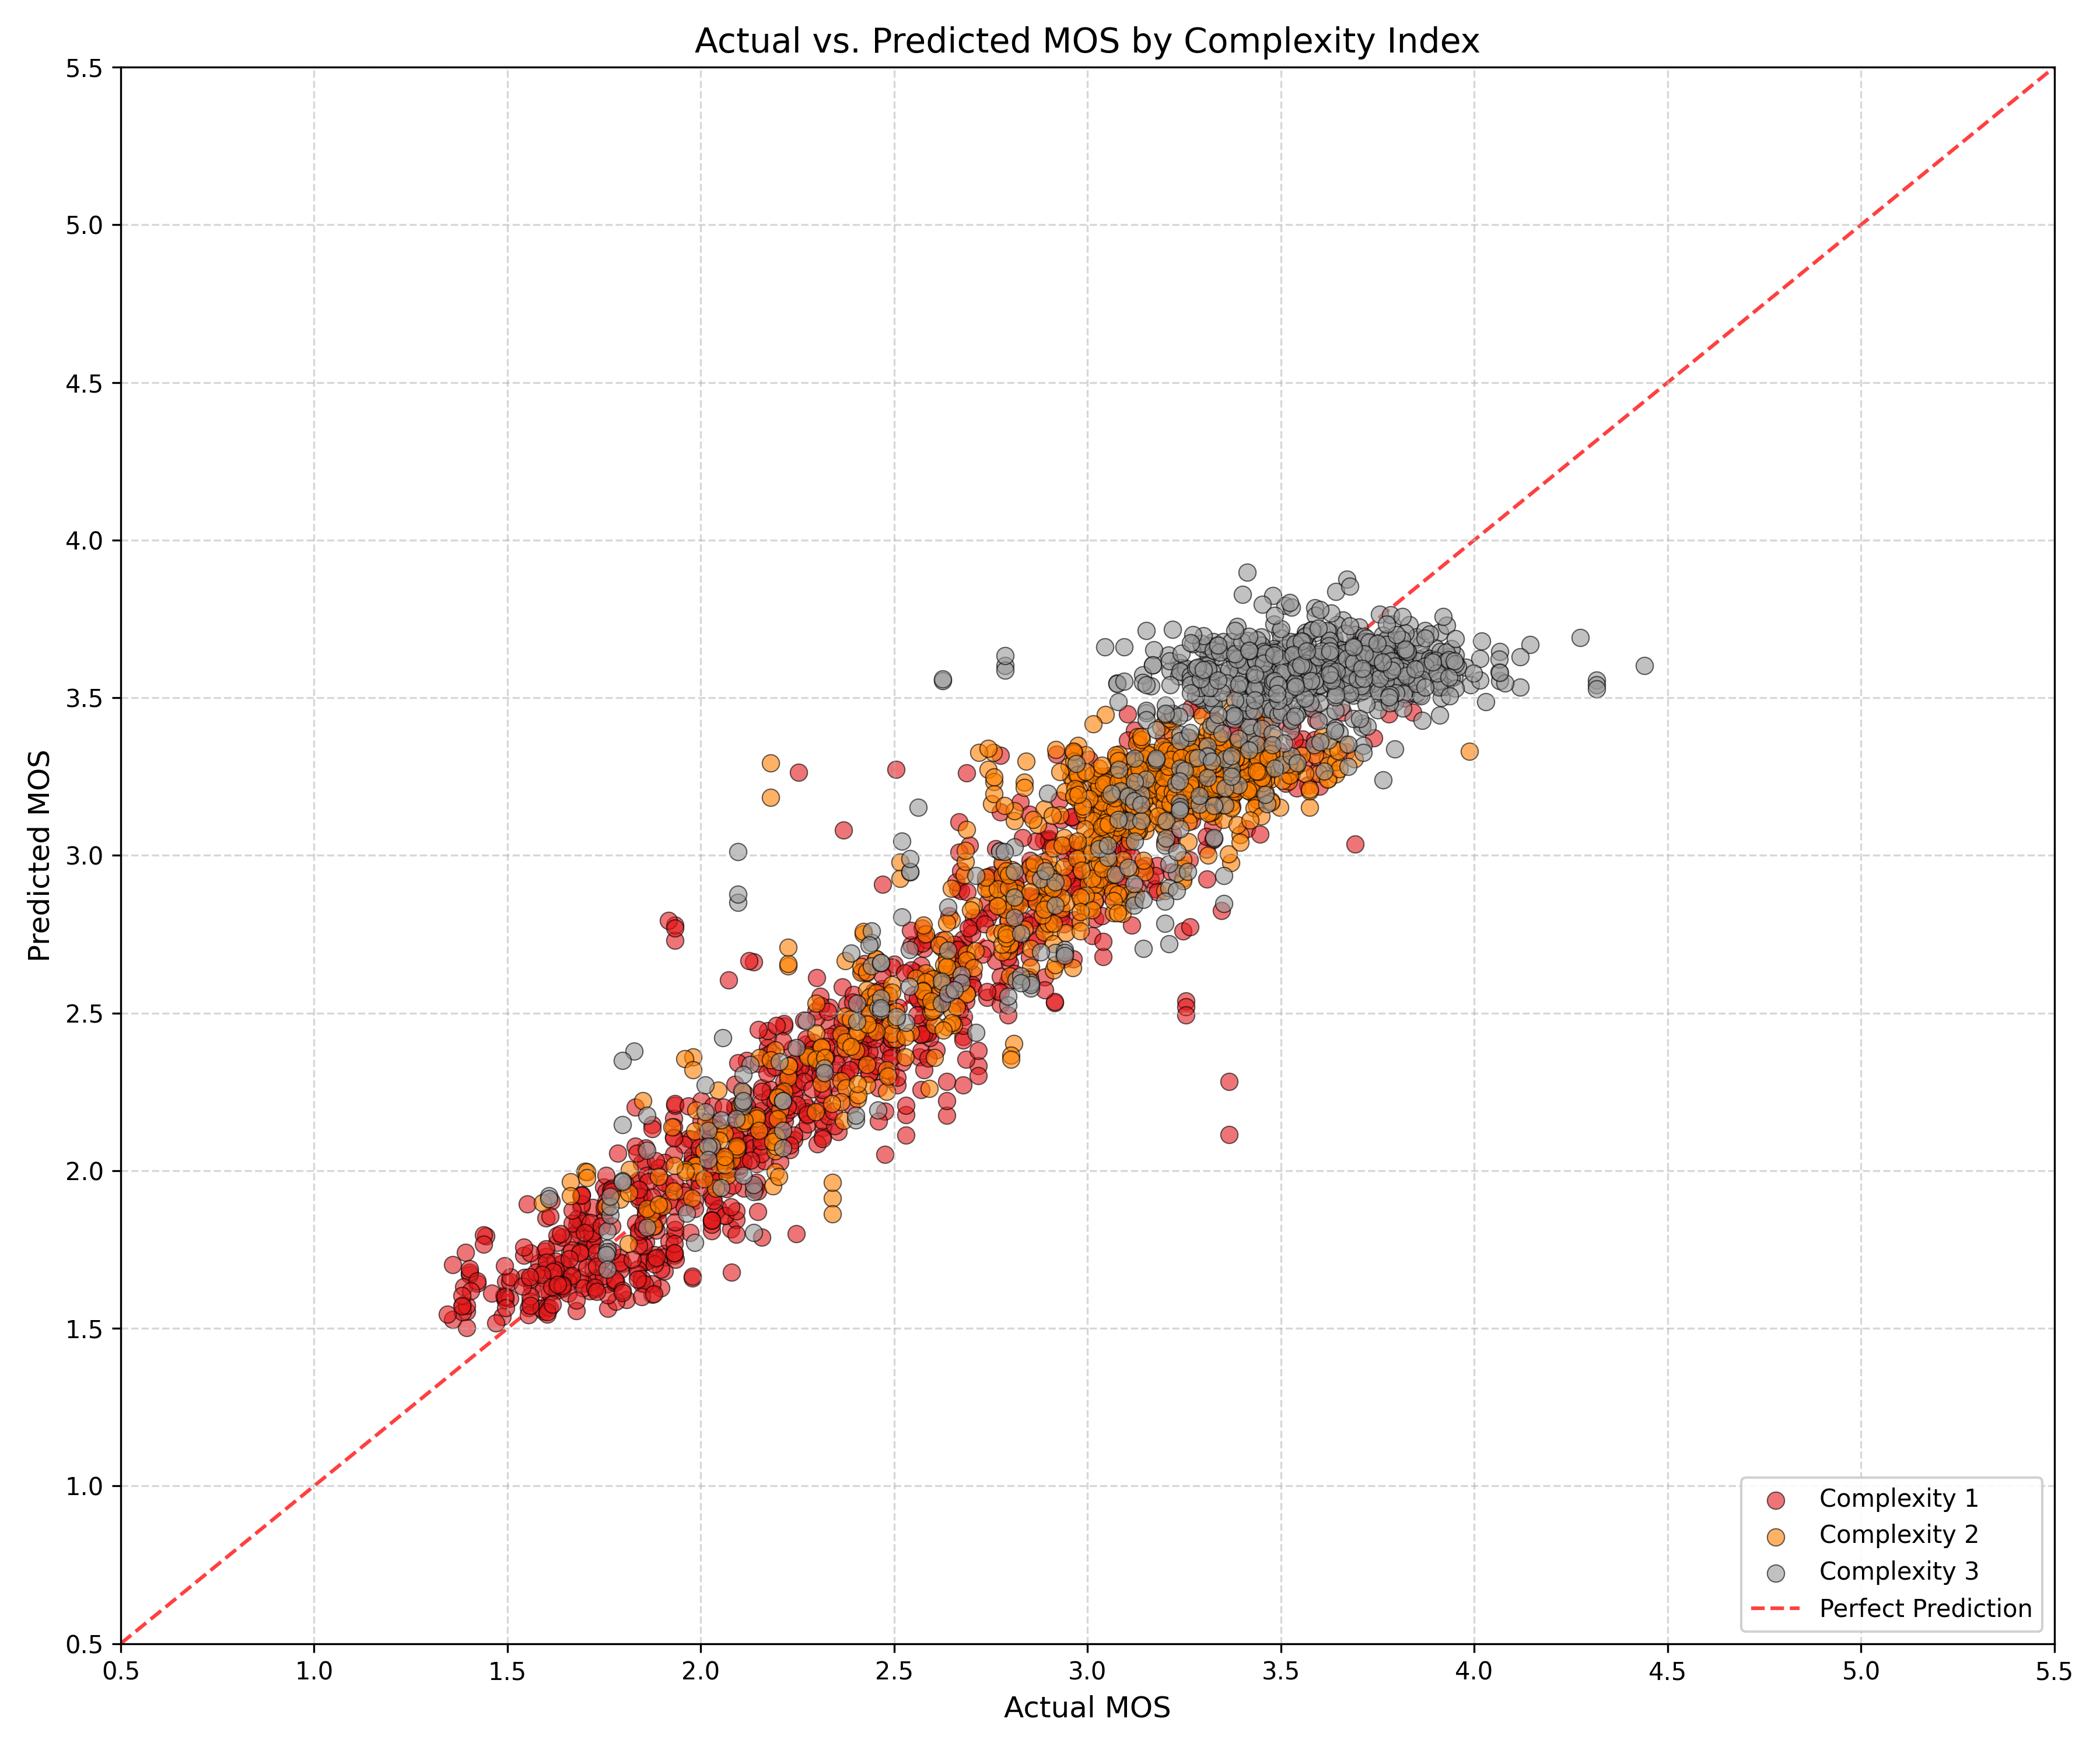 Actual vs. Predicted MOS by Complexity Index
5.5
5.0
4.5
4.0
3.5
3.0
2.5
2.0
1.5
1.0
0.5
Predicted MOS
0.5 1.0 1.5 2.0 2.5 3.0 3.5 4.0 4.5 5.0 5.5
Actual MOS
Complexity 1
Complexity 2
Complexity 3
Perfect Prediction